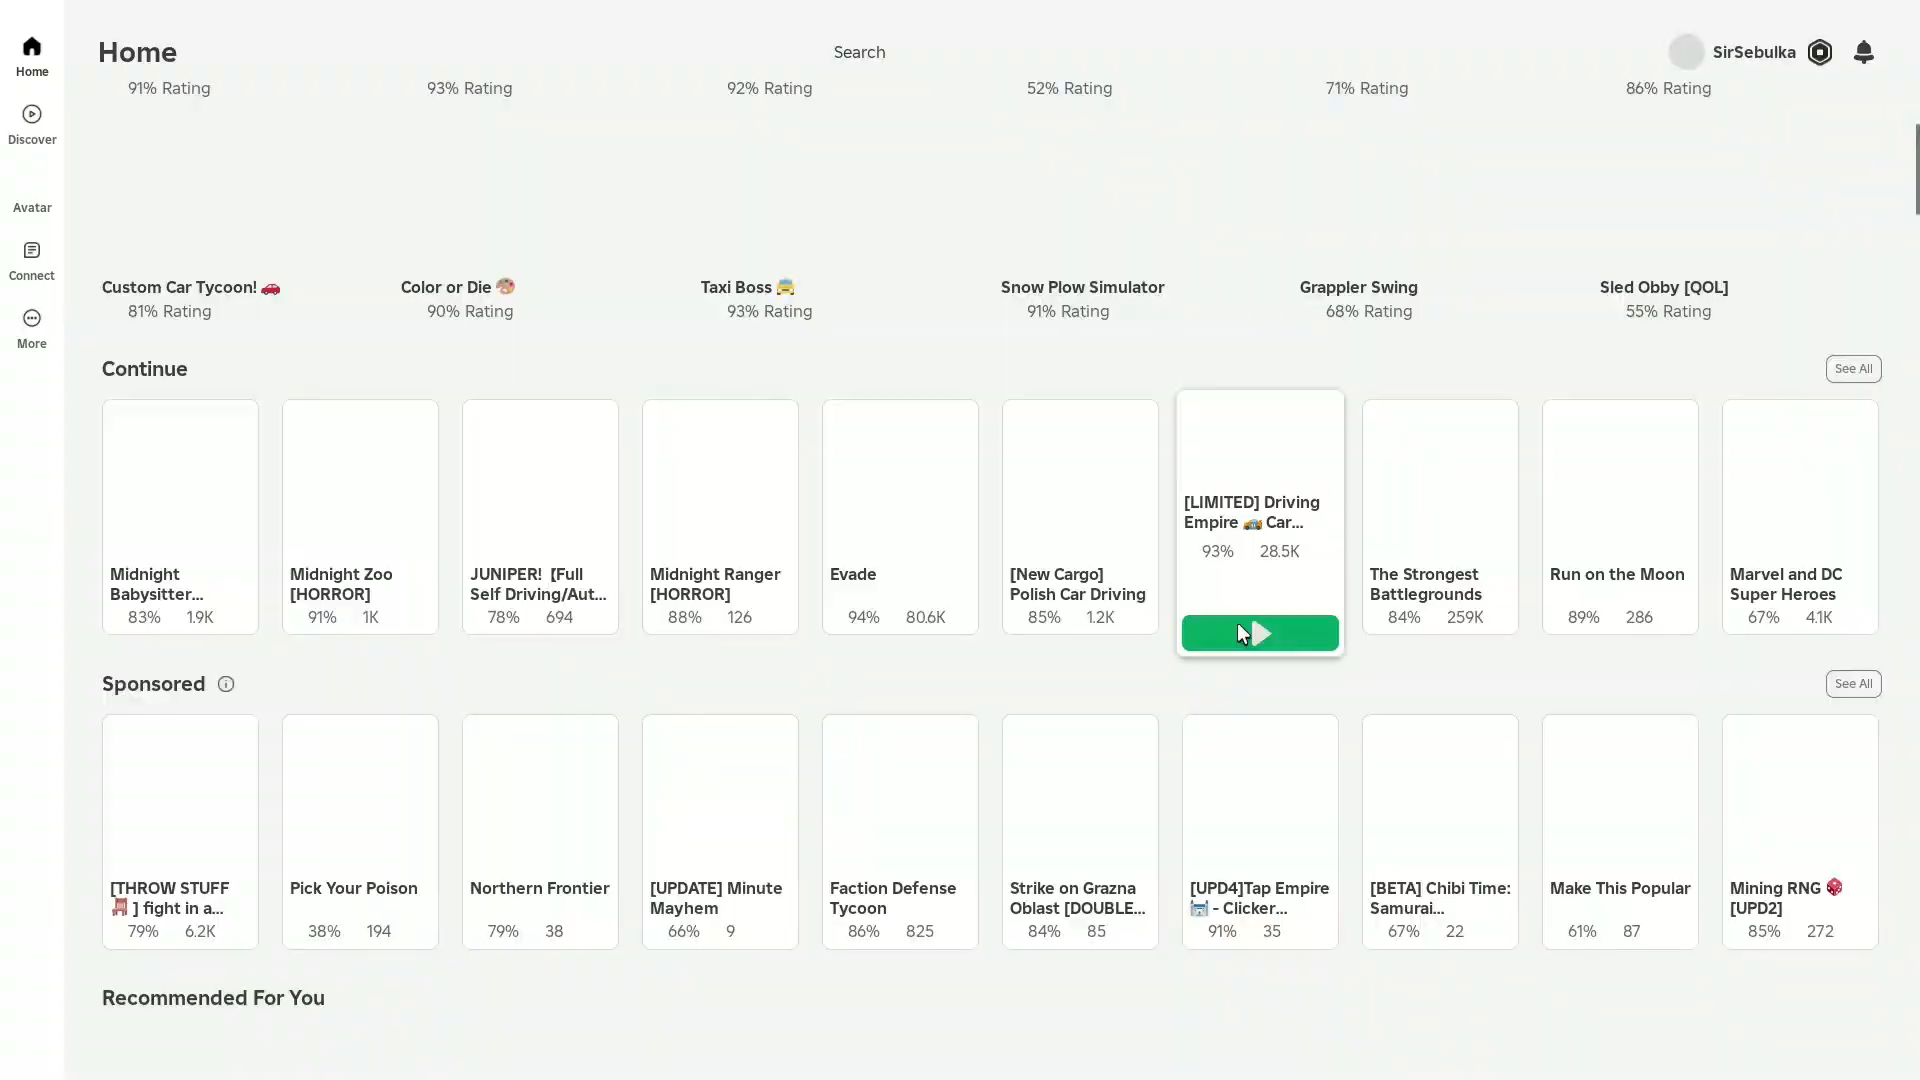 Home
Search
SirSebulka
Home
Discover
Avatar
Connect
More
91% Rating 93% Rating 92% Rating 52% Rating 71% Rating 86% Rating
Custom Car Tycoon! 🚗 Color or Die 🎨 Taxi Boss 🚖 Snow Plow Simulator Grappler Swing Sled Obby [QOL]
81% Rating 90% Rating 93% Rating 91% Rating 68% Rating 55% Rating
Continue
See All
Midnight
Babysitter...
83% 1.9K
Midnight Zoo
[HORROR]
91% 1K
JUNIPER! [Full
Self Driving/Aut...
78% 694
Midnight Ranger
[HORROR]
88% 126
Evade
94% 80.6K
[New Cargo]
Polish Car Driving
85% 1.2K
[LIMITED] Driving
Empire 🏎️ Car...
93% 28.5K
The Strongest
Battlegrounds
84% 259K
Run on the Moon
89% 286
Marvel and DC
Super Heroes
67% 4.1K
Sponsored
See All
[THROW STUFF
🪑] fight in a...
79% 6.2K
Pick Your Poison
38% 194
Northern Frontier
79% 38
[UPDATE] Minute
Mayhem
66% 9
Faction Defense
Tycoon
86% 825
Strike on Grazna
Oblast [DOUBLE...
84% 85
[UPD4]Tap Empire
🏰 - Clicker...
91% 35
[BETA] Chibi Time:
Samurai...
67% 22
Make This Popular
61% 87
Mining RNG 🎲
[UPD2]
85% 272
Recommended For You